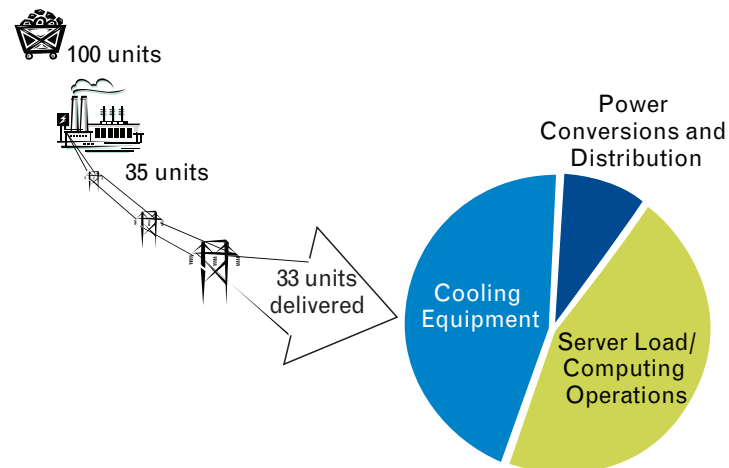 100 units
35 units
33 units
delivered
Power
Conversions and
Distribution
Cooling
Equipment
Server Load/
Computing
Operations